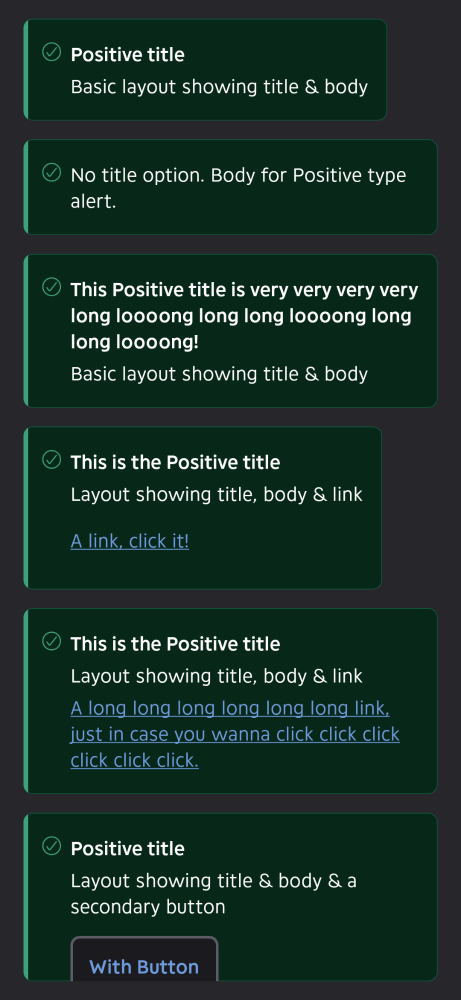 Positive title
Basic layout showing title & body
No title option. Body for Positive type
alert.
This Positive title is very very very very
long loooong long long loooong long
long loooong!
Basic layout showing title & body
This is the Positive title
Layout showing title, body & link
A link, click it!
This is the Positive title
Layout showing title, body & link
A long long long long long long link,
just in case you wanna click click click
click click click.
Positive title
Layout showing title & body & a
secondary button
With Button